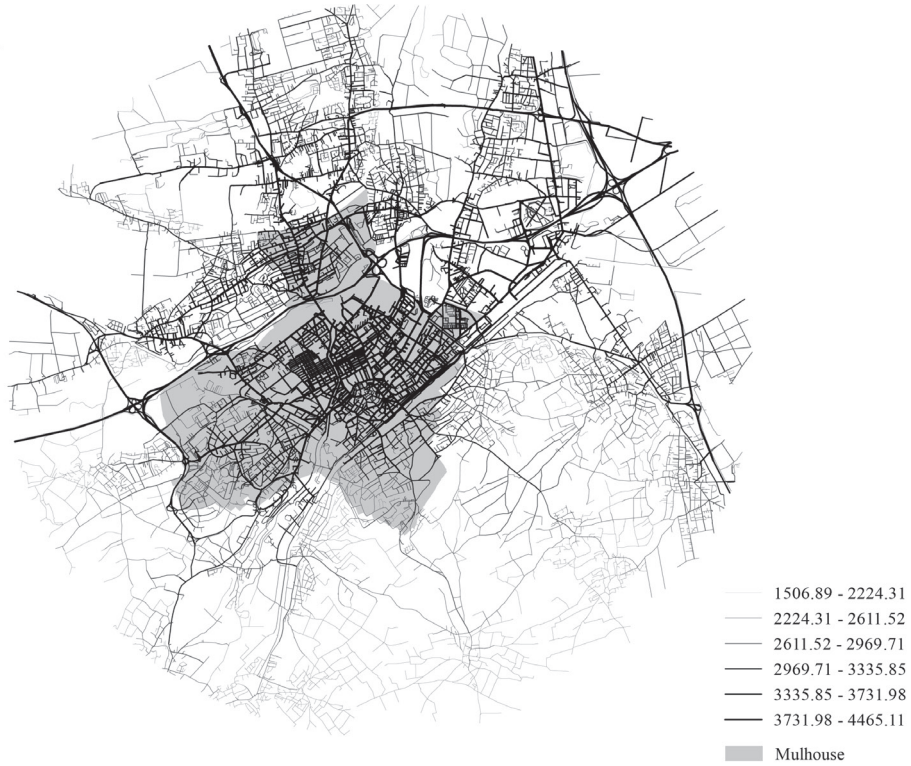 1506.89 - 2224.31
2224.31 - 2611.52
2611.52 - 2969.71
2969.71 - 3335.85
3335.85 - 3731.98
3731.98 - 4465.11
Mulhouse